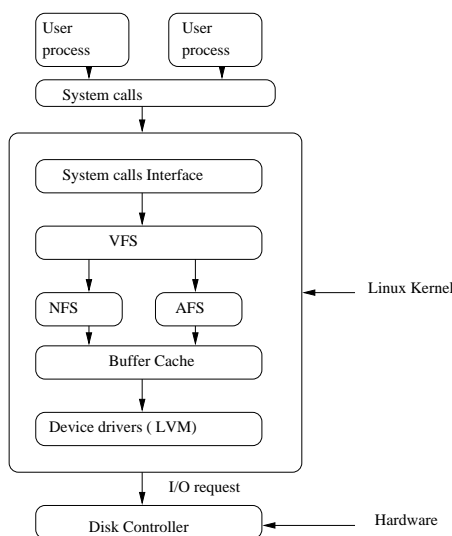 User
process
User
process
System calls
System calls Interface
VFS
NFS
AFS
Linux Kernel
Buffer Cache
Device drivers ( LVM)
I/O request
Disk Controller
Hardware